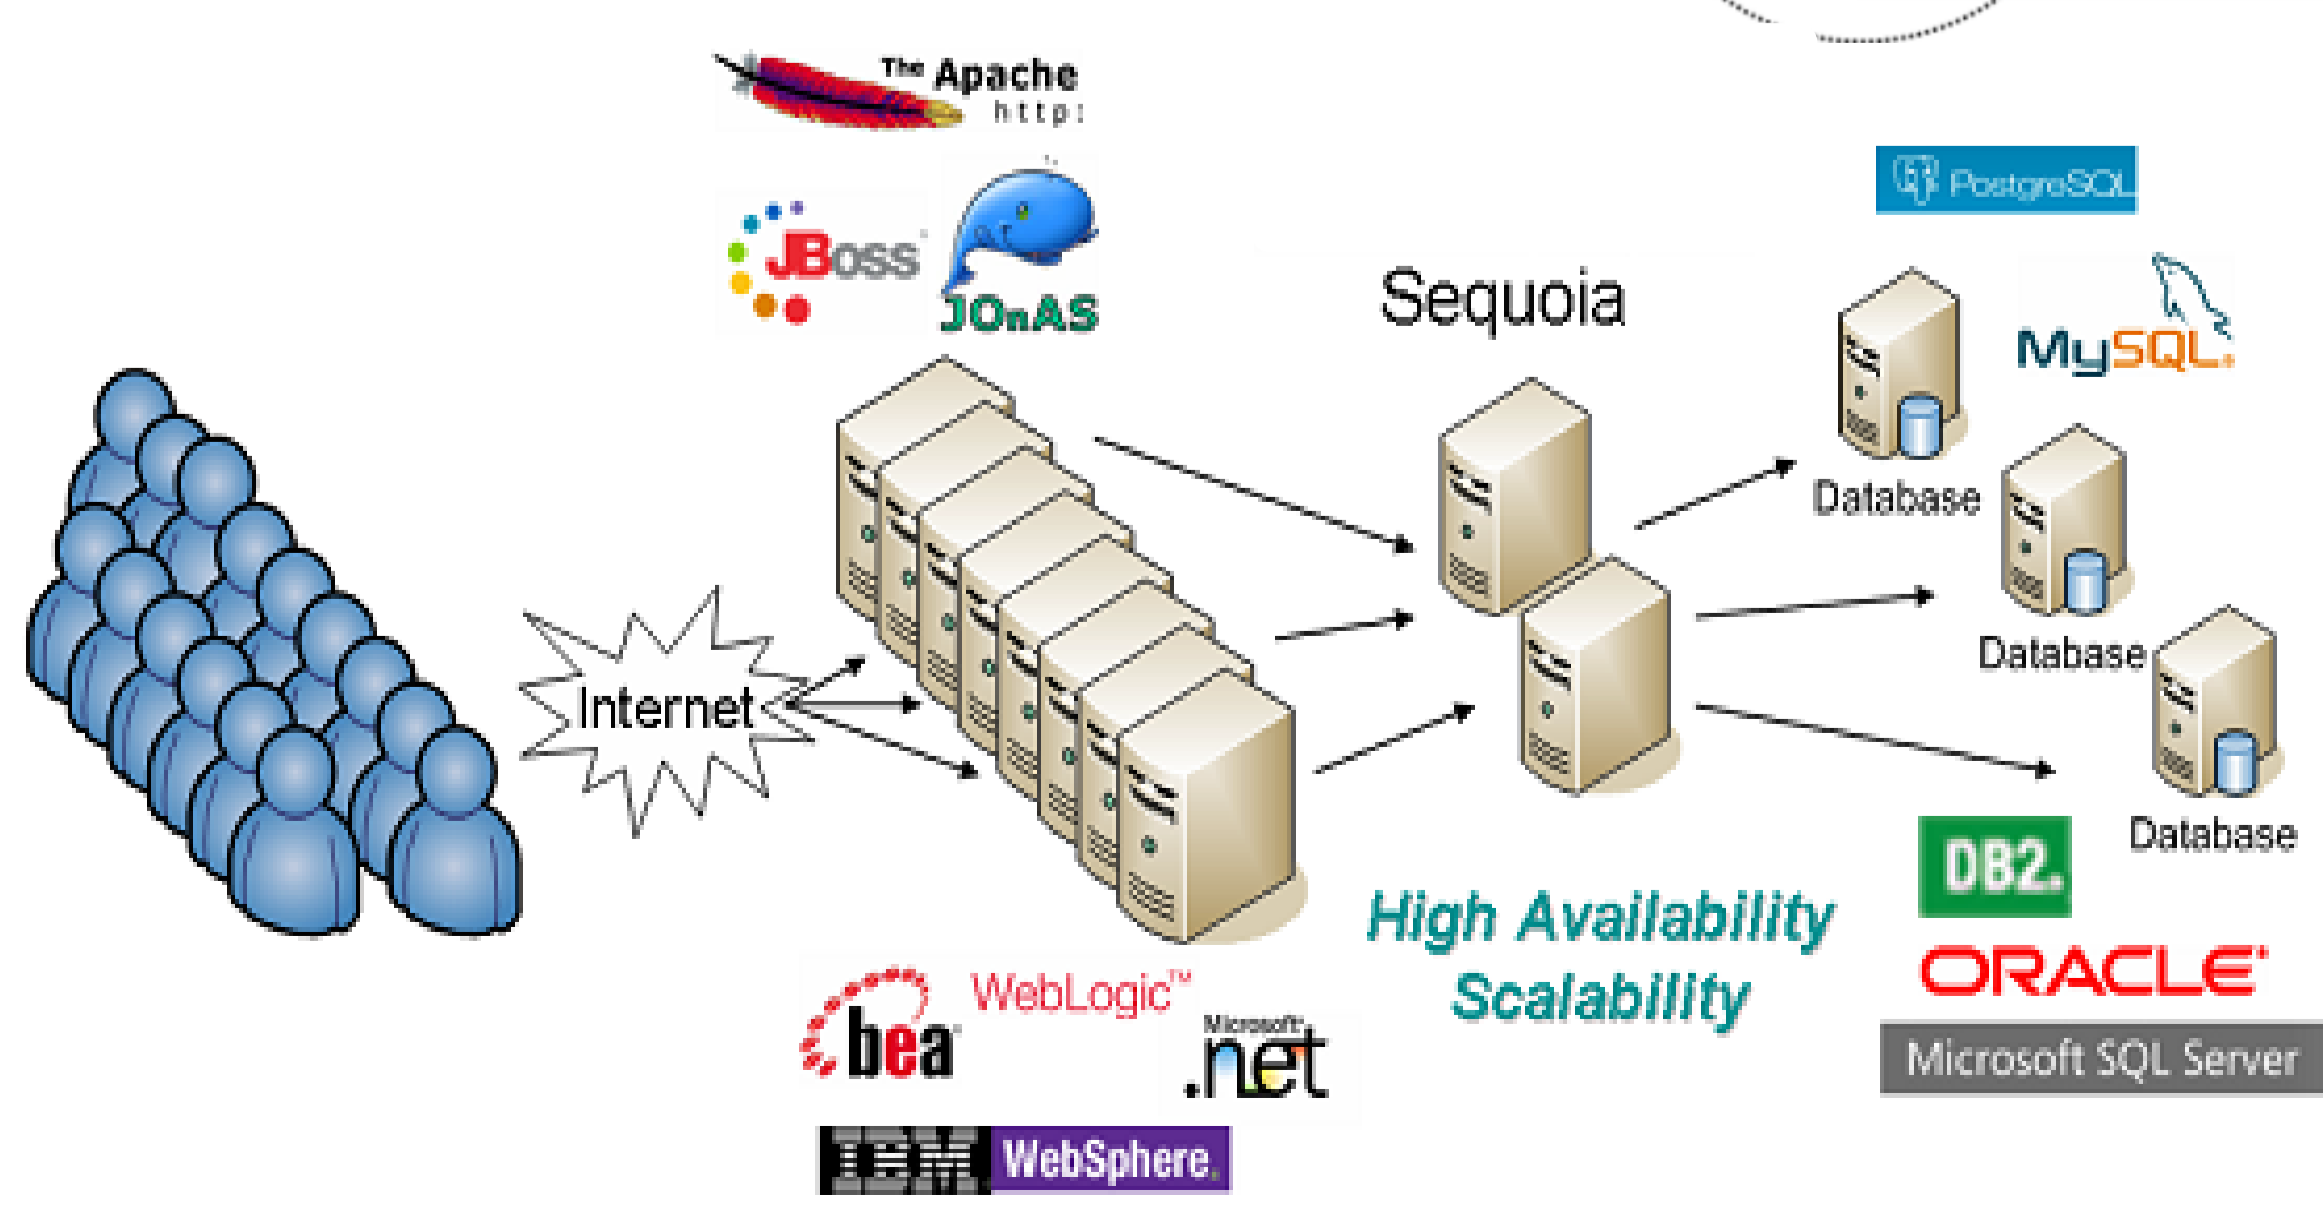 The Apache
http:
JBoss
JOnAS
Sequoia
PostgreSQL
MySQL.
Database
Database
Database
Internet
High Availability
Scalability
DB2.
ORACLE
Microsoft SQL Server
bea
WebLogic™
Microsoft
.net
IBM WebSphere.